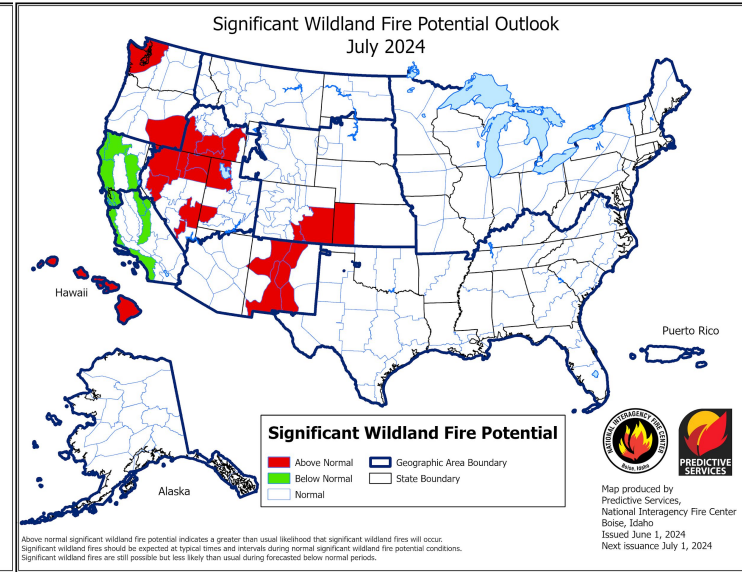 Significant Wildland Fire Potential Outlook
July 2024
Hawaii
Puerto Rico
Alaska
Significant Wildland Fire Potential
Above Normal
Geographic Area Boundary
Below Normal
State Boundary
Normal
NATIONAL INTERAGENCY FIRE CENTER
Boise, Idaho
PREDICTIVE
SERVICES
Map produced by
Predictive Services,
National Interagency Fire Center
Boise, Idaho
Issued June 1, 2024
Next issuance July 1, 2024
Above normal significant wildland fire potential indicates a greater than usual likelihood that significant wildland fires will occur.
Significant wildland fires should be expected at typical times and intervals during normal significant wildland fire potential conditions.
Significant wildland fires are still possible but less likely than usual during forecasted below normal periods.